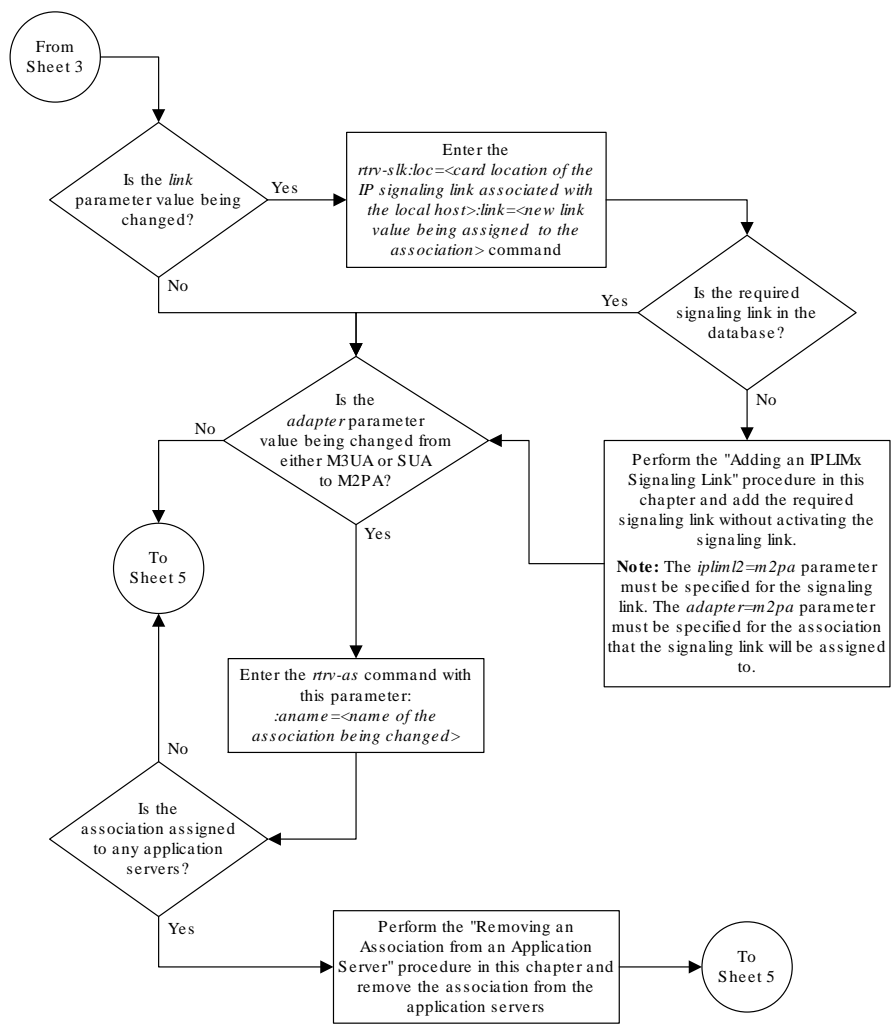 From
Sheet 3
Is the link
parameter value being
changed?
Yes
Enter the
rtrv-slk:loc=<card location of the
IP signaling link associated with
the local host>:link=<new link
value being assigned to the
association> command
No
Yes
Is the required
signaling link in the
database?
No
Is the
adapter parameter
value being changed from
either M3UA or SUA
to M2PA?
No
Yes
Perform the "Adding an IPLIMx
Signaling Link" procedure in this
chapter and add the required
signaling link without activating the
signaling link.
Note: The ipliml2=m2pa parameter
must be specified for the signaling
link. The adapter=m2pa parameter
must be specified for the association
that the signaling link will be assigned
to.
To
Sheet 5
Enter the rtrv-as command with
this parameter:
:aname=<name of the
association being changed>
No
Is the
association assigned
to any application
servers?
Yes
Perform the "Removing an
Association from an Application
Server" procedure in this chapter and
remove the association from the
application servers
To
Sheet 5